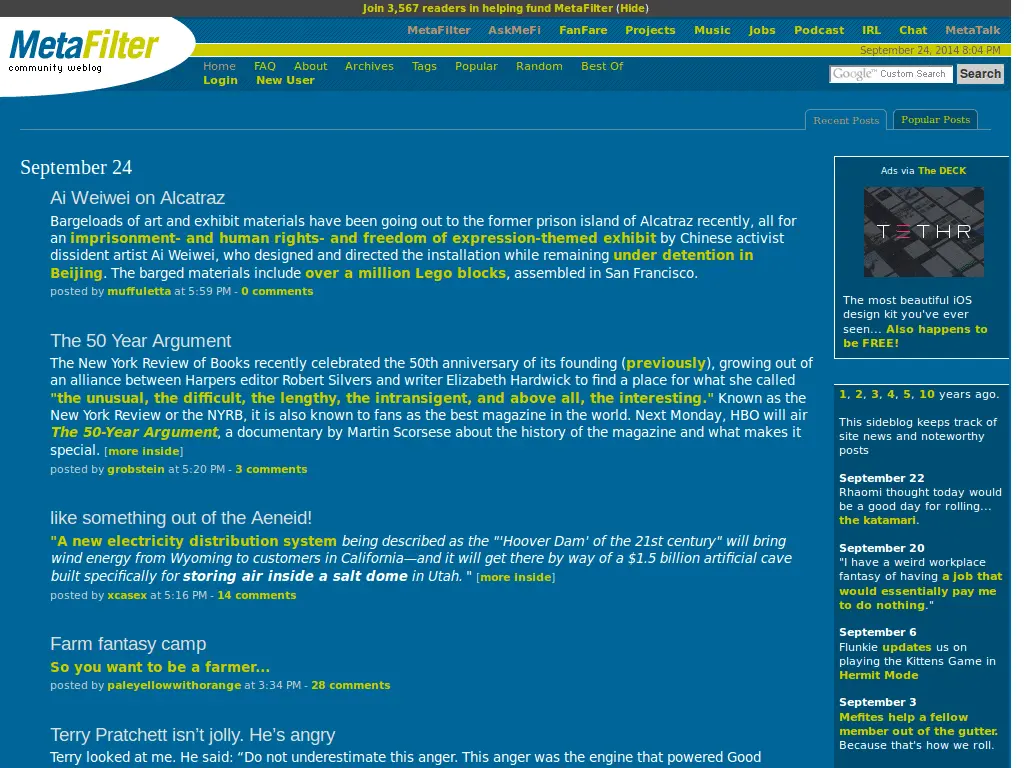 Join 3,567 readers in helping fund MetaFilter (Hide)
MetaFilter
community weblog
MetaFilter AskMeFi FanFare Projects Music Jobs Podcast IRL Chat MetaTalk
September 24, 2014 8:04 PM
Home FAQ About Archives Tags Popular Random Best Of
Login New User
Google™ Custom Search Search
Recent Posts Popular Posts
September 24
Ai Weiwei on Alcatraz
Bargeloads of art and exhibit materials have been going out to the former prison island of Alcatraz recently, all for
an imprisonment- and human rights- and freedom of expression-themed exhibit by Chinese activist
dissident artist Ai Weiwei, who designed and directed the installation while remaining under detention in
Beijing. The barged materials include over a million Lego blocks, assembled in San Francisco.
posted by muffuletta at 5:59 PM - 0 comments
The 50 Year Argument
The New York Review of Books recently celebrated the 50th anniversary of its founding (previously), growing out of
an alliance between Harpers editor Robert Silvers and writer Elizabeth Hardwick to find a place for what she called
"the unusual, the difficult, the lengthy, the intransigent, and above all, the interesting." Known as the
New York Review or the NYRB, it is also known to fans as the best magazine in the world. Next Monday, HBO will air
The 50-Year Argument, a documentary by Martin Scorsese about the history of the magazine and what makes it
special. [more inside]
posted by grobstein at 5:20 PM - 3 comments
like something out of the Aeneid!
"A new electricity distribution system being described as the "'Hoover Dam' of the 21st century" will bring
wind energy from Wyoming to customers in California—and it will get there by way of a $1.5 billion artificial cave
built specifically for storing air inside a salt dome in Utah. " [more inside]
posted by xcasex at 5:16 PM - 14 comments
Farm fantasy camp
So you want to be a farmer...
posted by paleyellowwithorange at 3:34 PM - 28 comments
Terry Pratchett isn't jolly. He's angry
Terry looked at me. He said: “Do not underestimate this anger. This anger was the engine that powered Good
Ads via The DECK
TΞTHR
The most beautiful iOS
design kit you've ever
seen... Also happens to
be FREE!
1, 2, 3, 4, 5, 10 years ago.
This sideblog keeps track of
site news and noteworthy
posts
September 22
Rhaomi thought today would
be a good day for rolling...
the katamari.
September 20
"I have a weird workplace
fantasy of having a job that
would essentially pay me
to do nothing."
September 6
Flunkie updates us on
playing the Kittens Game in
Hermit Mode
September 3
Mefites help a fellow
member out of the gutter.
Because that's how we roll.